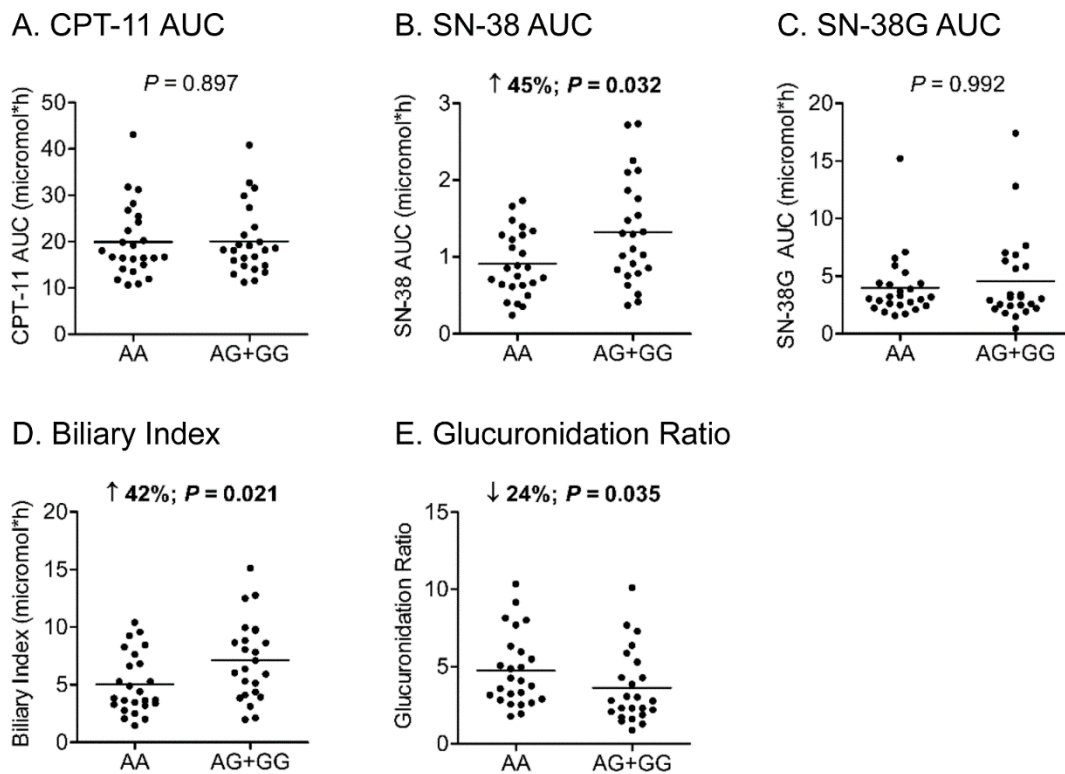 A. CPT-11 AUC
P = 0.897
CPT-11 AUC (micromol*h)
50
40
30
20
10
0
AA
AG+GG
B. SN-38 AUC
↑ 45%; P = 0.032
SN-38 AUC (micromol*h)
3
2
1
0
AA
AG+GG
C. SN-38G AUC
P = 0.992
SN-38G AUC (micromol*h)
20
15
10
5
0
AA
AG+GG
D. Biliary Index
↑ 42%; P = 0.021
Biliary Index (micromol*h)
20
15
10
5
0
AA
AG+GG
E. Glucuronidation Ratio
↓ 24%; P = 0.035
Glucuronidation Ratio
15
10
5
0
AA
AG+GG